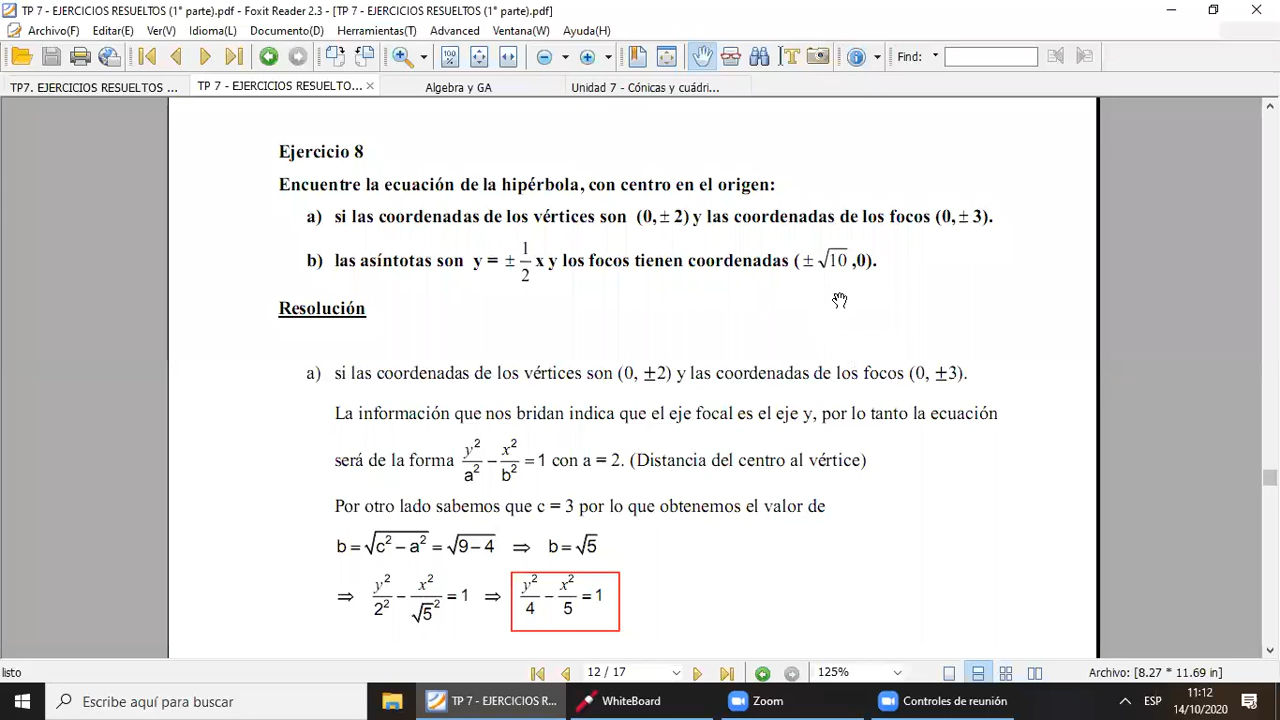 TP 7 - EJERCICIOS RESUELTOS (1° parte).pdf - Foxit Reader 2.3 - [TP 7 - EJERCICIOS RESUELTOS (1° parte).pdf]
Archivo(F) Editar(E) Ver(V) Idioma(L) Documento(D) Herramientas(T) Advanced Ventana(W) Ayuda(H)
Find:
TP7. EJERCICIOS RESUELTOS ... TP 7 - EJERCICIOS RESUELTO... Algebra y GA Unidad 7 - Cónicas y cuádri...
Ejercicio 8
Encuentre la ecuación de la hipérbola, con centro en el origen:
a) si las coordenadas de los vértices son (0, ± 2) y las coordenadas de los focos (0, ± 3).
b) las asíntotas son y = ± 1/2 x y los focos tienen coordenadas ( ± √10 ,0).
Resolución
a) si las coordenadas de los vértices son (0, ±2) y las coordenadas de los focos (0, ±3).
La información que nos bridan indica que el eje focal es el eje y, por lo tanto la ecuación
será de la forma y²/a² − x²/b² = 1 con a = 2. (Distancia del centro al vértice)
Por otro lado sabemos que c = 3 por lo que obtenemos el valor de
b = √(c² − a²) = √(9 − 4) ⇒ b = √5
⇒ y²/2² − x²/√5² = 1 ⇒ y²/4 − x²/5 = 1
listo 12 / 17 125% Archivo: [8.27 * 11.69 in]
Escribe aquí para buscar TP 7 - EJERCICIOS R... WhiteBoard Zoom Controles de reunión ESP 11:12
14/10/2020